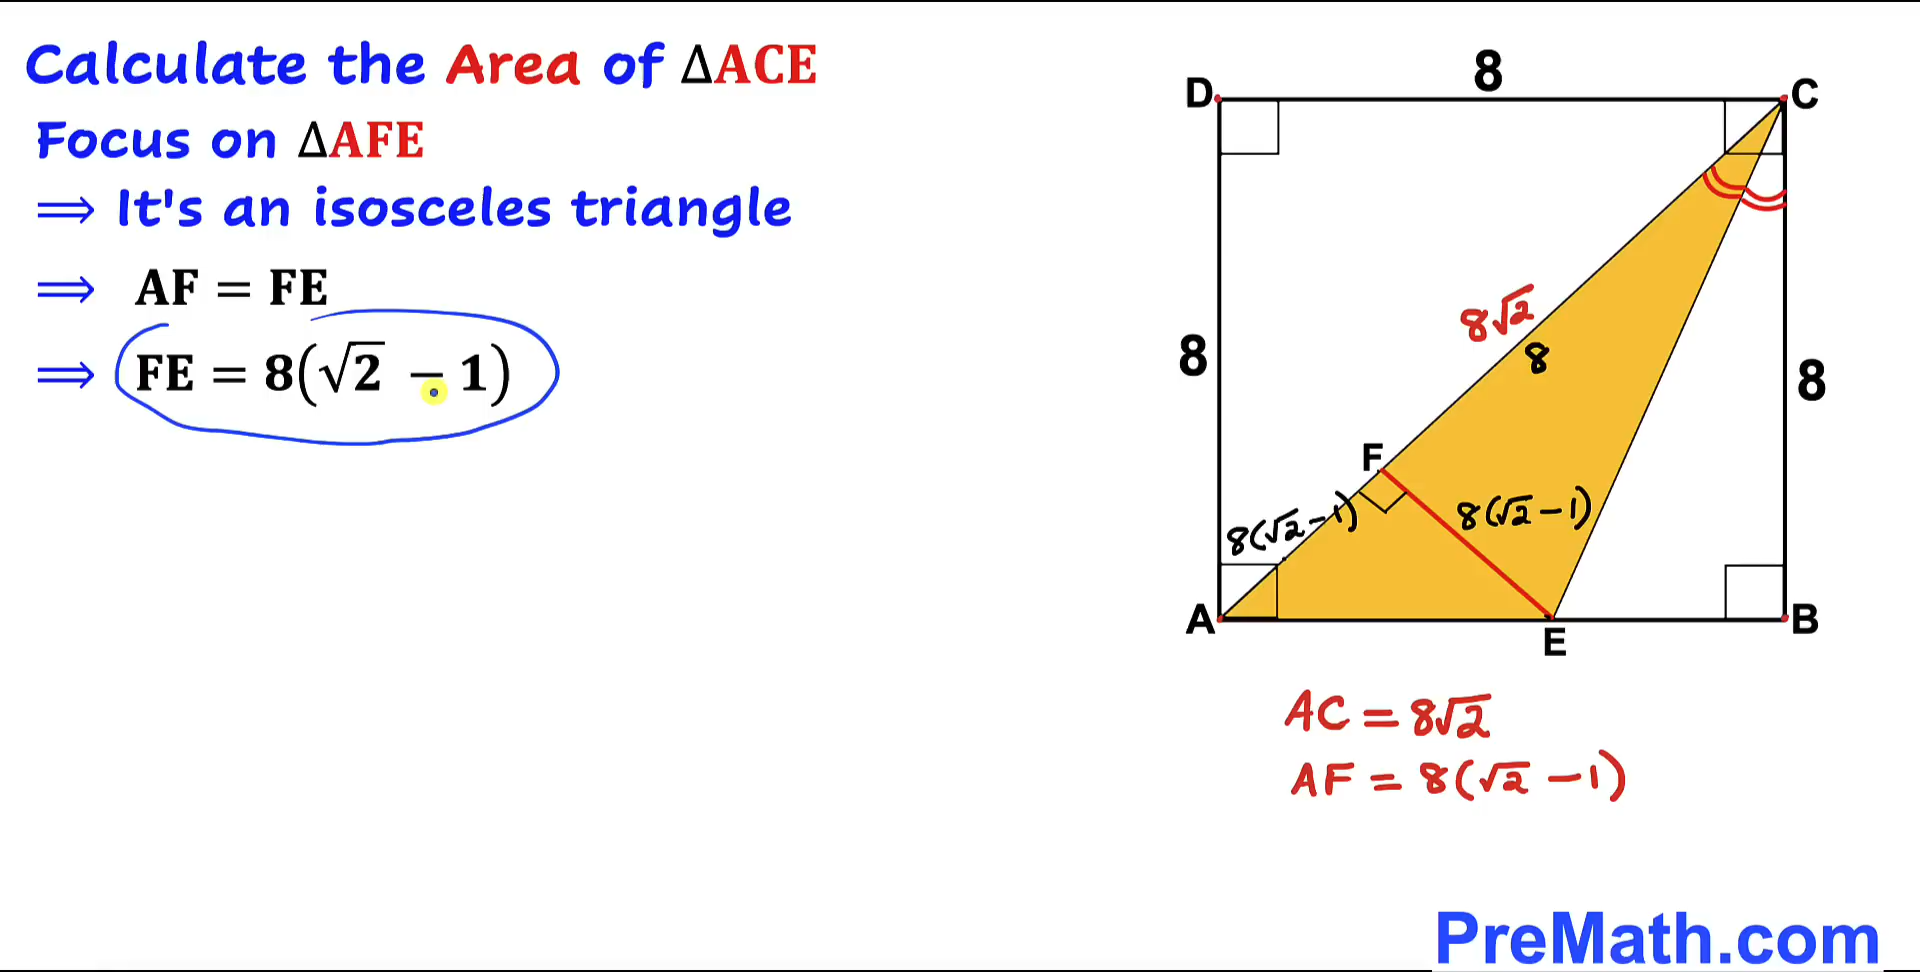 Calculate the Area of ΔACE
Focus on ΔAFE
⟹ It's an isosceles triangle
⟹ AF = FE
⟹ FE = 8(√2 − 1)
8
D
C
8√2
8
8
8
F
8(√2−1)
8(√2−1)
A
B
E
AC = 8√2
AF = 8(√2 −1)
PreMath.com